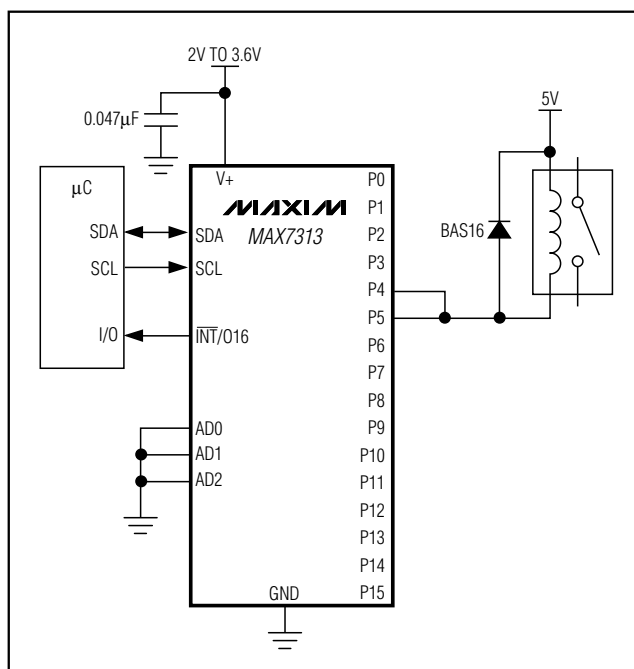 2V TO 3.6V
0.047µF
5V
µC
V+
MAXIM
MAX7313
SDA
SDA
SCL
SCL
I/O
INT/O16
AD0
AD1
AD2
GND
P0
P1
P2
P3
P4
P5
P6
P7
P8
P9
P10
P11
P12
P13
P14
P15
BAS16